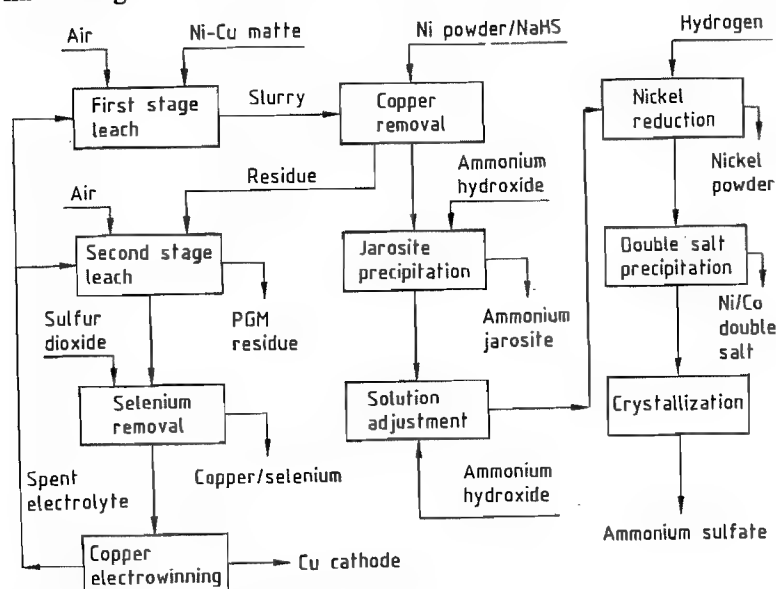 Air
Ni-Cu matte
Ni powder/NaHS
Hydrogen
First stage
leach
Slurry
Copper
removal
Nickel
reduction
Residue
Ammonium
hydroxide
Nickel
powder
Air
Second stage
leach
Jarosite
precipitation
Double salt
precipitation
Sulfur
dioxide
PGM
residue
Ammonium
jarosite
Ni/Co
double
salt
Selenium
removal
Solution
adjustment
Crystallization
Spent
electrolyte
Copper/selenium
Ammonium
hydroxide
Ammonium sulfate
Copper
electrowinning
Cu cathode